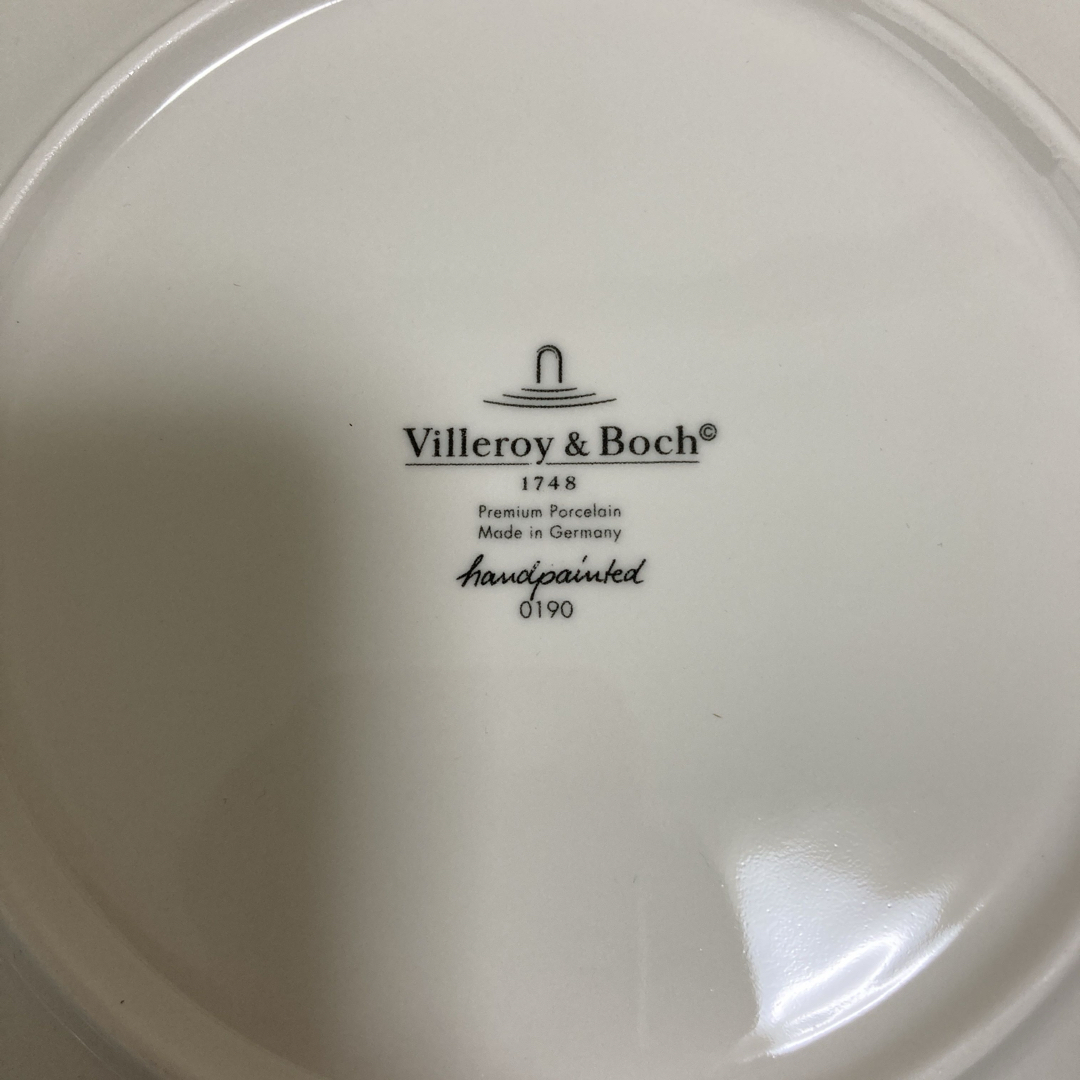 Villeroy & Boch©
1748
Premium Porcelain
Made in Germany
handpainted
0190